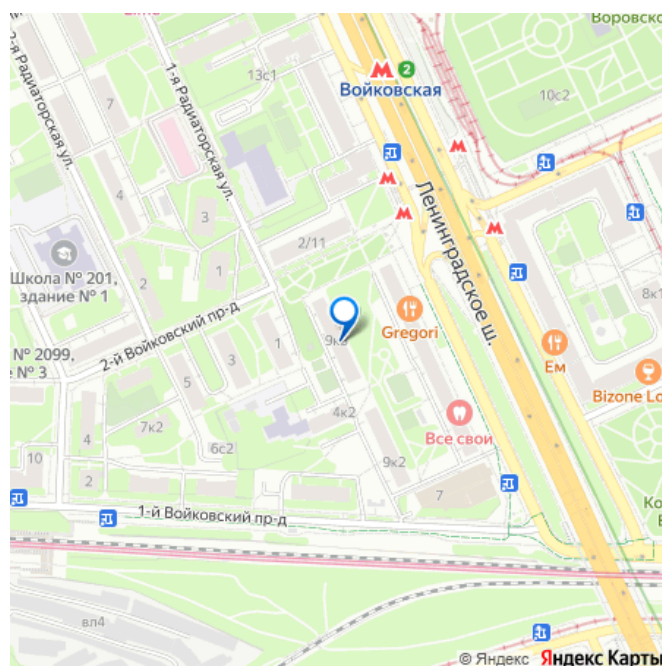 Воровско
2-я Радиаторская ул.
1-я Радиаторская ул.
13с1
2
Войковская
10с2
7
4
3
2/11
1
Ленинградское ш.
Школа № 201,
здание № 1
2
8к1
2-й Войковский пр-д
Gregori
№ 2099,
№ 3
3
1
5
Ем
Bizone Lo
4к2
Все свои
7к2
6с2
4
9к2
10
2
7
1-й Войковский пр-д
вл4
© Яндекс Яндекс Карты